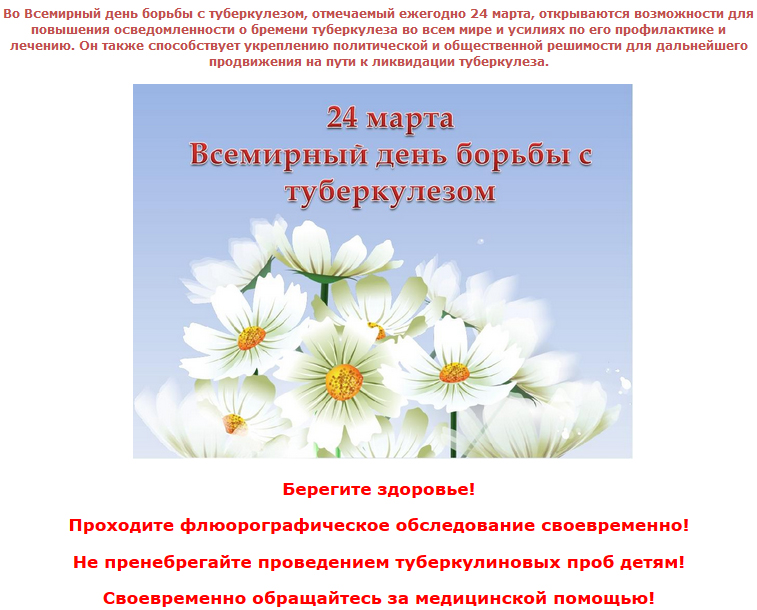 Во Всемирный день борьбы с туберкулезом, отмечаемый ежегодно 24 марта, открываются возможности для
повышения осведомленности о бремени туберкулеза во всем мире и усилиях по его профилактике и
лечению. Он также способствует укреплению политической и общественной решимости для дальнейшего
продвижения на пути к ликвидации туберкулеза.
24 марта
Всемирный день борьбы с
туберкулезом
Берегите здоровье!
Проходите флюорографическое обследование своевременно!
Не пренебрегайте проведением туберкулиновых проб детям!
Своевременно обращайтесь за медицинской помощью!